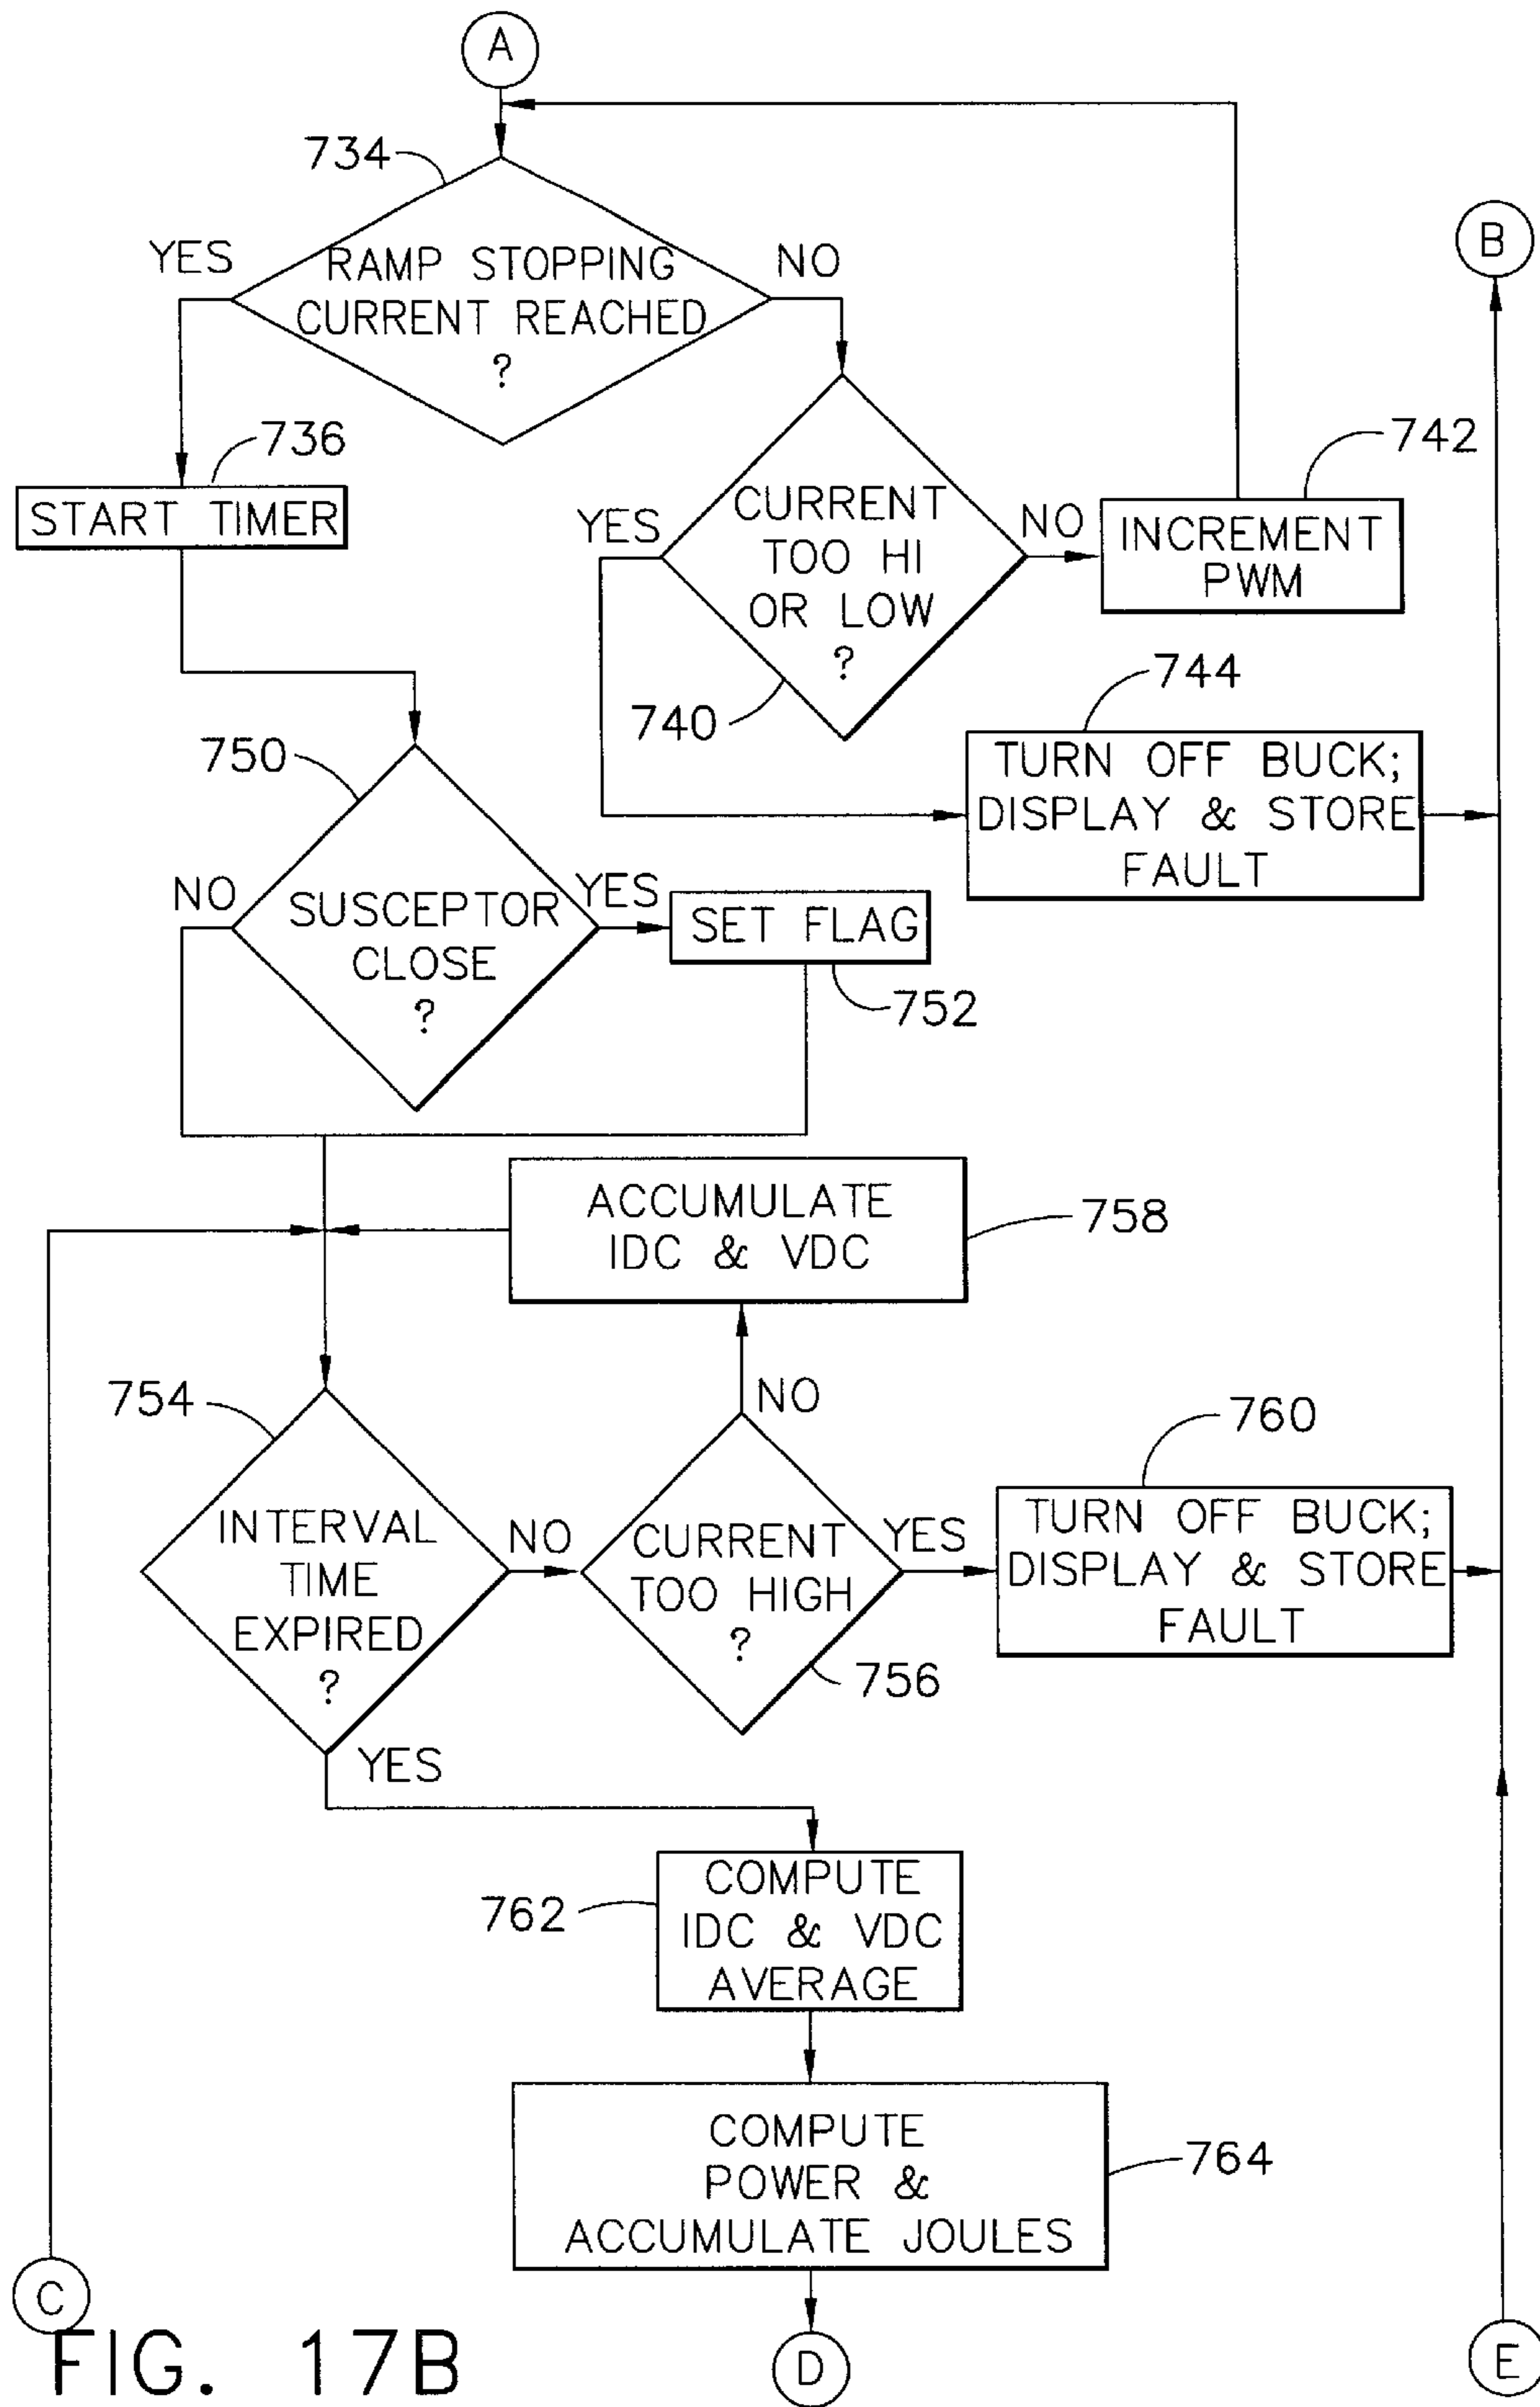 A
734
YES
RAMP STOPPING
CURRENT REACHED
?
NO
B
736
START TIMER
YES
CURRENT
TOO HI
OR LOW
?
NO
742
INCREMENT
PWM
740
744
TURN OFF BUCK;
DISPLAY & STORE
FAULT
750
NO
SUSCEPTOR
CLOSE
?
YES
SET FLAG
752
ACCUMULATE
IDC & VDC
758
754
INTERVAL
TIME
EXPIRED
?
NO
NO
CURRENT
TOO HIGH
?
756
YES
760
TURN OFF BUCK;
DISPLAY & STORE
FAULT
YES
762
COMPUTE
IDC & VDC
AVERAGE
COMPUTE
POWER &
ACCUMULATE JOULES
764
C
D
E
FIG. 17B